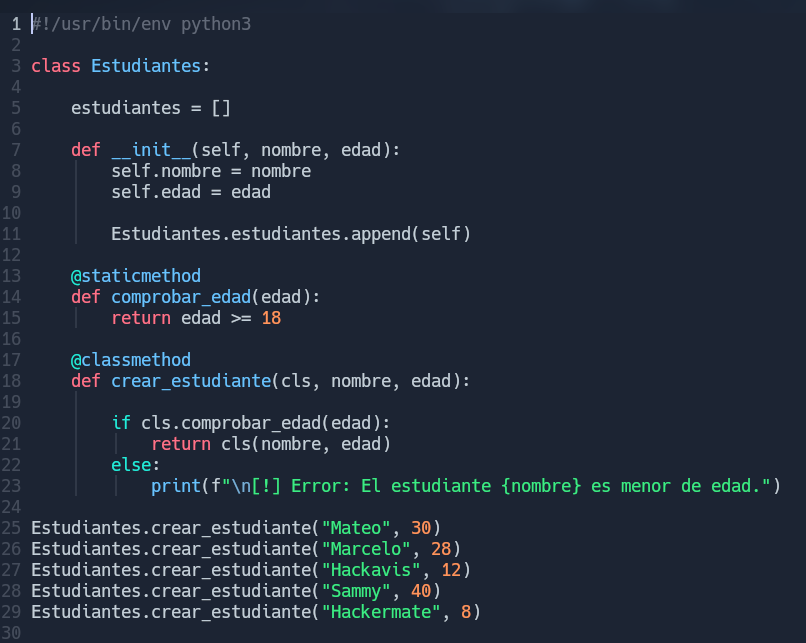 1 #!/usr/bin/env python3
2
3 class Estudiantes:
4
5     estudiantes = []
6
7     def __init__(self, nombre, edad):
8         self.nombre = nombre
9         self.edad = edad
10
11         Estudiantes.estudiantes.append(self)
12
13     @staticmethod
14     def comprobar_edad(edad):
15         return edad >= 18
16
17     @classmethod
18     def crear_estudiante(cls, nombre, edad):
19
20         if cls.comprobar_edad(edad):
21             return cls(nombre, edad)
22         else:
23             print(f"\n[!] Error: El estudiante {nombre} es menor de edad.")
24
25 Estudiantes.crear_estudiante("Mateo", 30)
26 Estudiantes.crear_estudiante("Marcelo", 28)
27 Estudiantes.crear_estudiante("Hackavis", 12)
28 Estudiantes.crear_estudiante("Sammy", 40)
29 Estudiantes.crear_estudiante("Hackermate", 8)
30